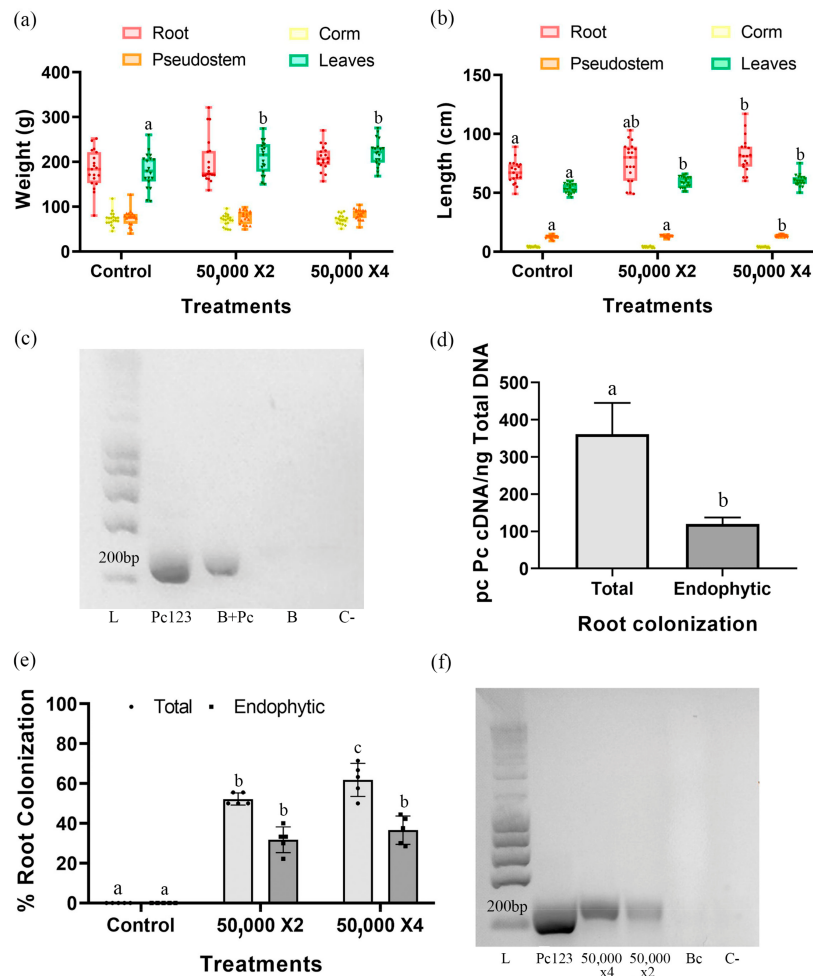 (a)
Root
Corm
Pseudostem
Leaves
Weight (g)
400
300
200
100
0
a
b
b
Control
50,000 X2
50,000 X4
Treatments
(b)
Root
Corm
Pseudostem
Leaves
Length (cm)
150
100
50
0
a
a
a
ab
b
a
b
b
b
Control
50,000 X2
50,000 X4
Treatments
(c)
200bp
L
Pc123
B+Pc
B
C-
(d)
pc Pc cDNA/ng Total DNA
500
400
300
200
100
0
a
b
Total
Endophytic
Root colonization
(e)
% Root Colonization
100
80
60
40
20
0
Total
Endophytic
a
a
b
b
c
b
Control
50,000 X2
50,000 X4
Treatments
(f)
200bp
L
Pc123
50,000
x4
50,000
x2
Bc
C-